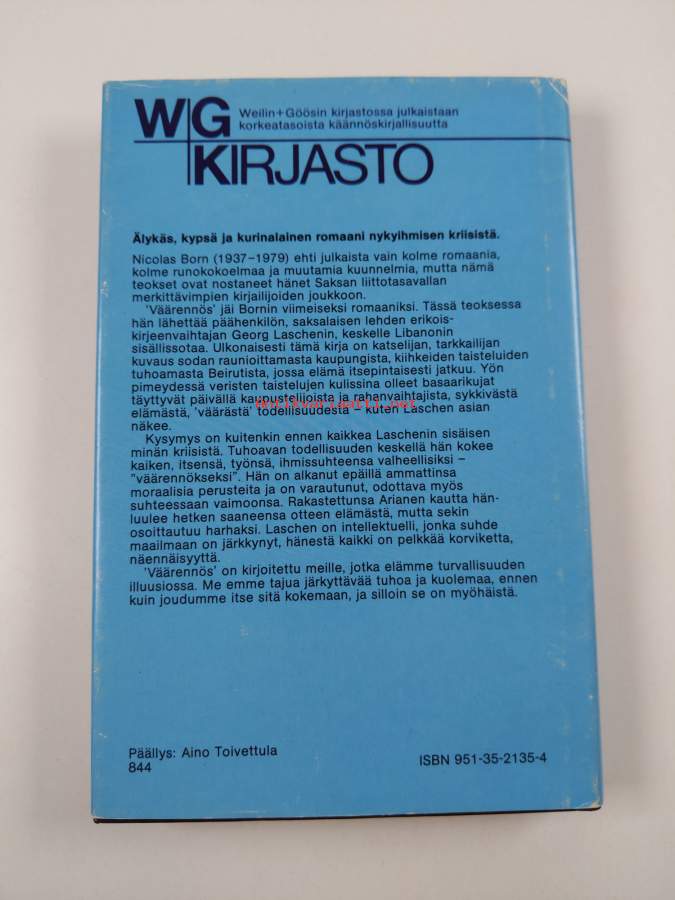 W|G
Weilin+Göösin kirjastossa julkaistaan
korkeatasoista käännöskirjallisuutta
KIRJASTO
Älykäs, kypsä ja kurinalainen romaani nykyihmisen kriisistä.
Nicolas Born (1937–1979) ehti julkaista vain kolme romaania,
kolme runokokoelmaa ja muutamia kuunnelmia, mutta nämä
teokset ovat nostaneet hänet Saksan liittotasavallan
merkittävimpien kirjailijoiden joukkoon.
'Väärennös' jäi Bornin viimeiseksi romaaniksi. Tässä teoksessa
hän lähettää päähenkilön, saksalaisen lehden erikois-
kirjeenvaihtajan Georg Laschenin, keskelle Libanonin
sisällissotaa. Ulkonaisesti tämä kirja on katselijan, tarkkailijan
kuvaus sodan raunioittamasta kaupungista, kiihkeiden taisteluiden
tuhoamasta Beirutista, jossa elämä itsepintaisesti jatkuu. Yön
pimeydessä veristen taistelujen kulissina olleet basaarikujat
täyttyvät päivällä kaupustelijoista ja rahanvaihtajista, sykkivästä
antikvariaatti.net
elämästä, 'väärästä' todellisuudesta – kuten Laschen asian
näkee.
Kysymys on kuitenkin ennen kaikkea Laschenin sisäisen
minän kriisistä. Tuhoavan todellisuuden keskellä hän kokee
kaiken, itsensä, työnsä, ihmissuhteensa valheellisiksi –
"väärennökseksi". Hän on alkanut epäillä ammattinsa
moraalisia perusteita ja on varautunut, odottava myös
suhteessaan vaimoonsa. Rakastettunsa Arianen kautta hän-
luulee hetken saaneensa otteen elämästä, mutta sekin
osoittautuu harhaksi. Laschen on intellektuelli, jonka suhde
maailmaan on järkkynyt, hänestä kaikki on pelkkää korviketta,
näennäisyyttä.
'Väärennös' on kirjoitettu meille, jotka elämme turvallisuuden
illuusiossa. Me emme tajua järkyttävää tuhoa ja kuolemaa, ennen
kuin joudumme itse sitä kokemaan, ja silloin se on myöhäistä.
Päällys: Aino Toivettula
844
ISBN 951-35-2135-4